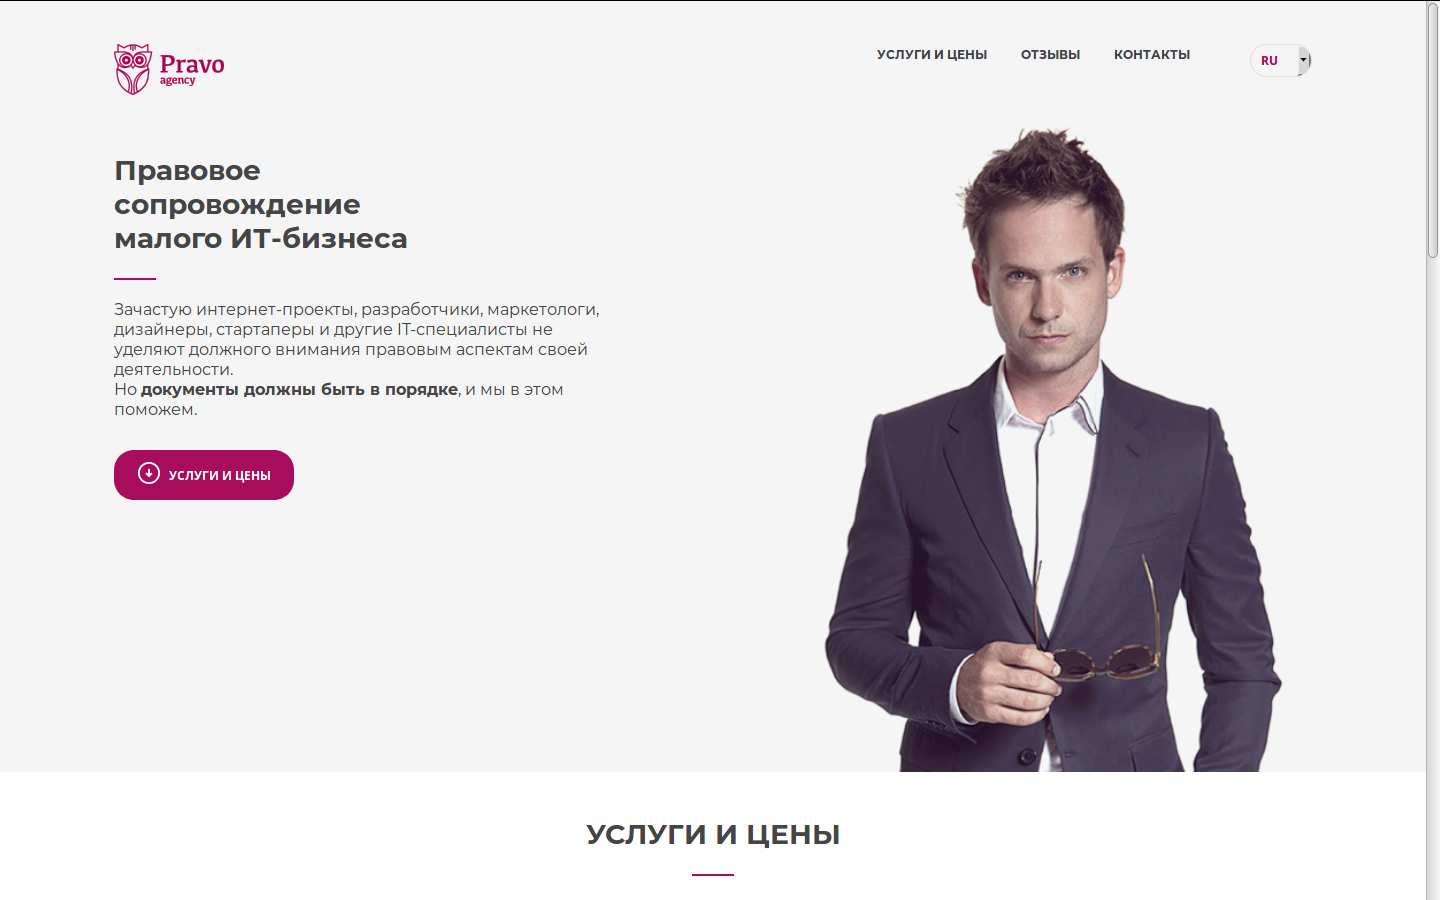 Pravo
agency
УСЛУГИ И ЦЕНЫ
ОТЗЫВЫ
КОНТАКТЫ
RU
Правовое
сопровождение
малого ИТ-бизнеса
Зачастую интернет-проекты, разработчики, маркетологи,
дизайнеры, стартаперы и другие IT-специалисты не
уделяют должного внимания правовым аспектам своей
деятельности.
Но документы должны быть в порядке, и мы в этом
поможем.
УСЛУГИ И ЦЕНЫ
УСЛУГИ И ЦЕНЫ